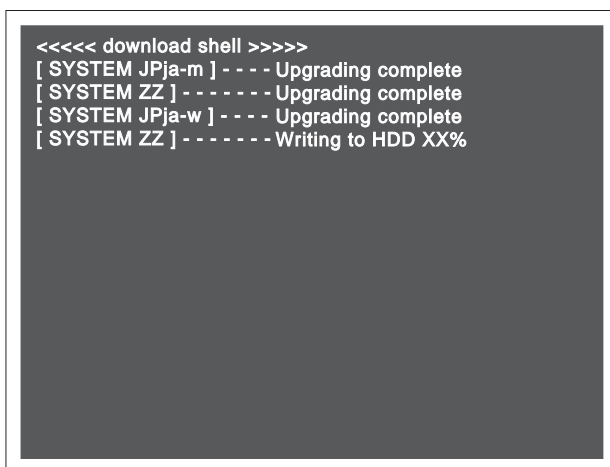 <<<<< download shell >>>>>
[ SYSTEM JPja-m ] - - - - Upgrading complete
[ SYSTEM ZZ ] - - - - - - - Upgrading complete
[ SYSTEM JPja-w ] - - - - Upgrading complete
[ SYSTEM ZZ ] - - - - - - - Writing to HDD XX%